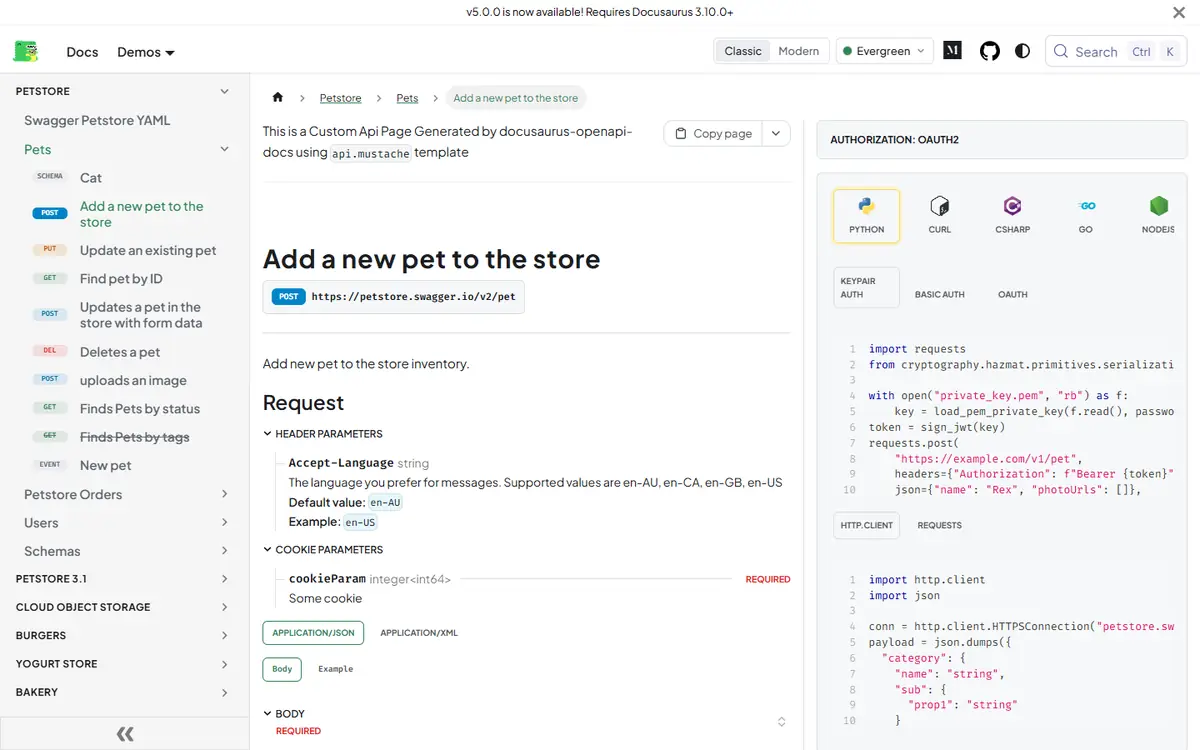 v5.0.0 is now available! Requires Docusaurus 3.10.0+
Docs
Demos
Classic
Modern
Evergreen
M
Search
Ctrl
K
PETSTORE
Swagger Petstore YAML
Pets
SCHEMA Cat
POST Add a new pet to the
store
PUT Update an existing pet
GET Find pet by ID
POST Updates a pet in the
store with form data
DEL Deletes a pet
POST uploads an image
GET Finds Pets by status
GET Finds Pets by tags
EVENT New pet
Petstore Orders
Users
Schemas
PETSTORE 3.1
CLOUD OBJECT STORAGE
BURGERS
YOGURT STORE
BAKERY
Petstore
Pets
Add a new pet to the store
This is a Custom Api Page Generated by docusaurus-openapi-
docs using api.mustache template
Copy page
Add a new pet to the store
POST https://petstore.swagger.io/v2/pet
Add new pet to the store inventory.
Request
HEADER PARAMETERS
Accept-Language string
The language you prefer for messages. Supported values are en-AU, en-CA, en-GB, en-US
Default value: en-AU
Example: en-US
COOKIE PARAMETERS
cookieParam integer<int64> REQUIRED
Some cookie
APPLICATION/JSON APPLICATION/XML
Body Example
BODY
REQUIRED
AUTHORIZATION: OAUTH2
PYTHON CURL CSHARP GO NODEJS
KEYPAIR
AUTH
BASIC AUTH
OAUTH
1 import requests
2 from cryptography.hazmat.primitives.serializati
3
4 with open("private_key.pem", "rb") as f:
5 key = load_pem_private_key(f.read(), passwo
6 token = sign_jwt(key)
7 requests.post(
8 "https://example.com/v1/pet",
9 headers={"Authorization": f"Bearer {token}"
10 json={"name": "Rex", "photoUrls": []},
HTTP.CLIENT REQUESTS
1 import http.client
2 import json
3
4 conn = http.client.HTTPSConnection("petstore.sw
5 payload = json.dumps({
6 "category": {
7 "name": "string",
8 "sub": {
9 "prop1": "string"
10 }